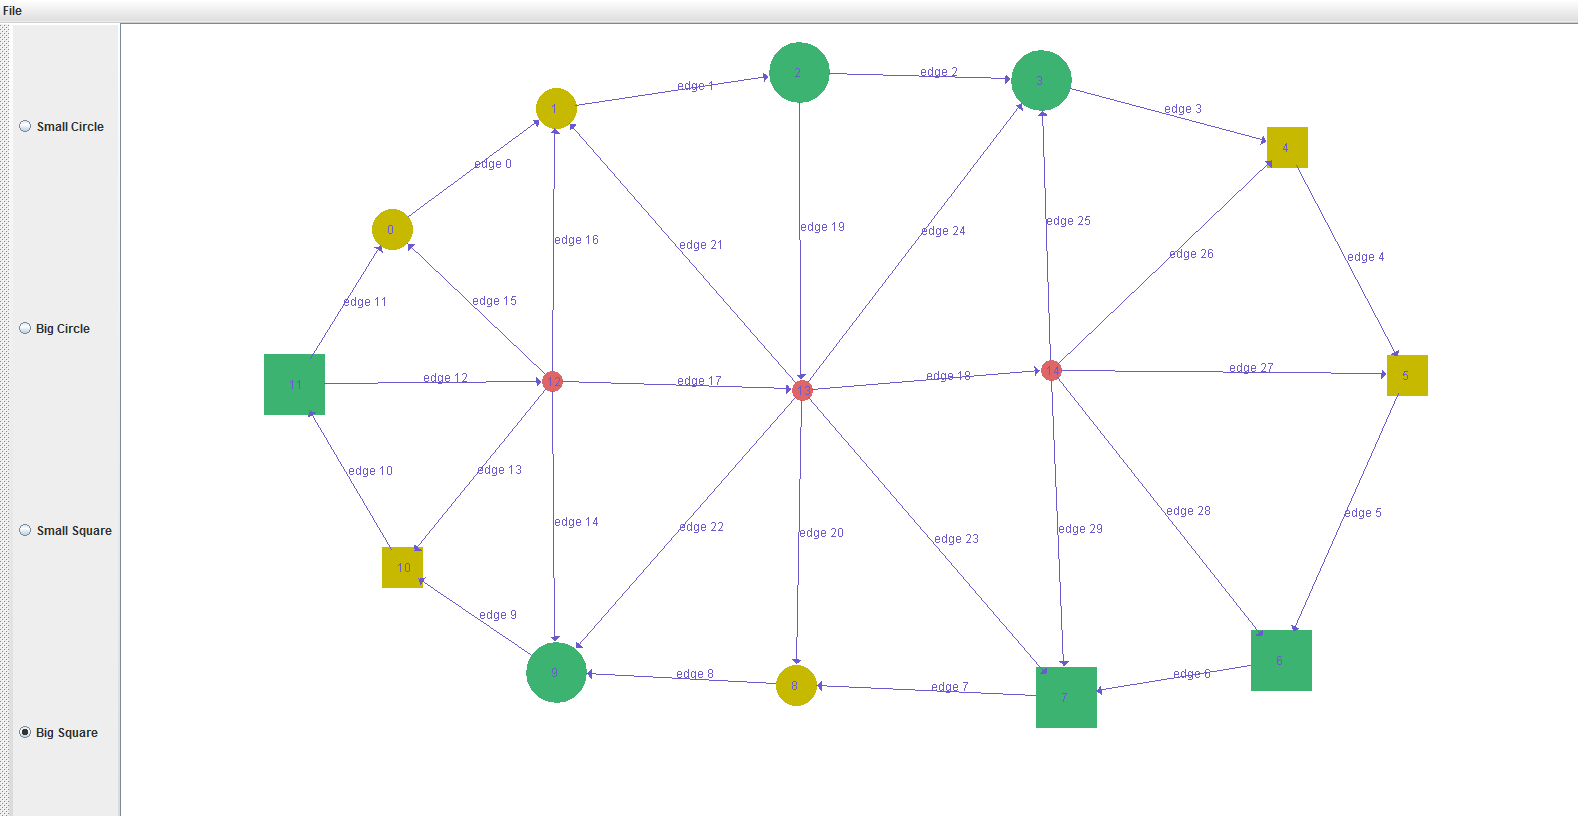 File
Small Circle
Big Circle
Small Square
Big Square
2
edge 2
3
edge 1
1
edge 3
4
edge 0
0
edge 19
edge 25
edge 24
edge 16
edge 21
edge 26
edge 4
edge 15
edge 11
11
edge 12
12
edge 17
13
edge 18
14
edge 27
5
edge 10
edge 13
edge 28
edge 5
edge 14
edge 22
edge 29
edge 20
edge 23
10
edge 9
9
edge 8
8
edge 7
7
edge 6
6